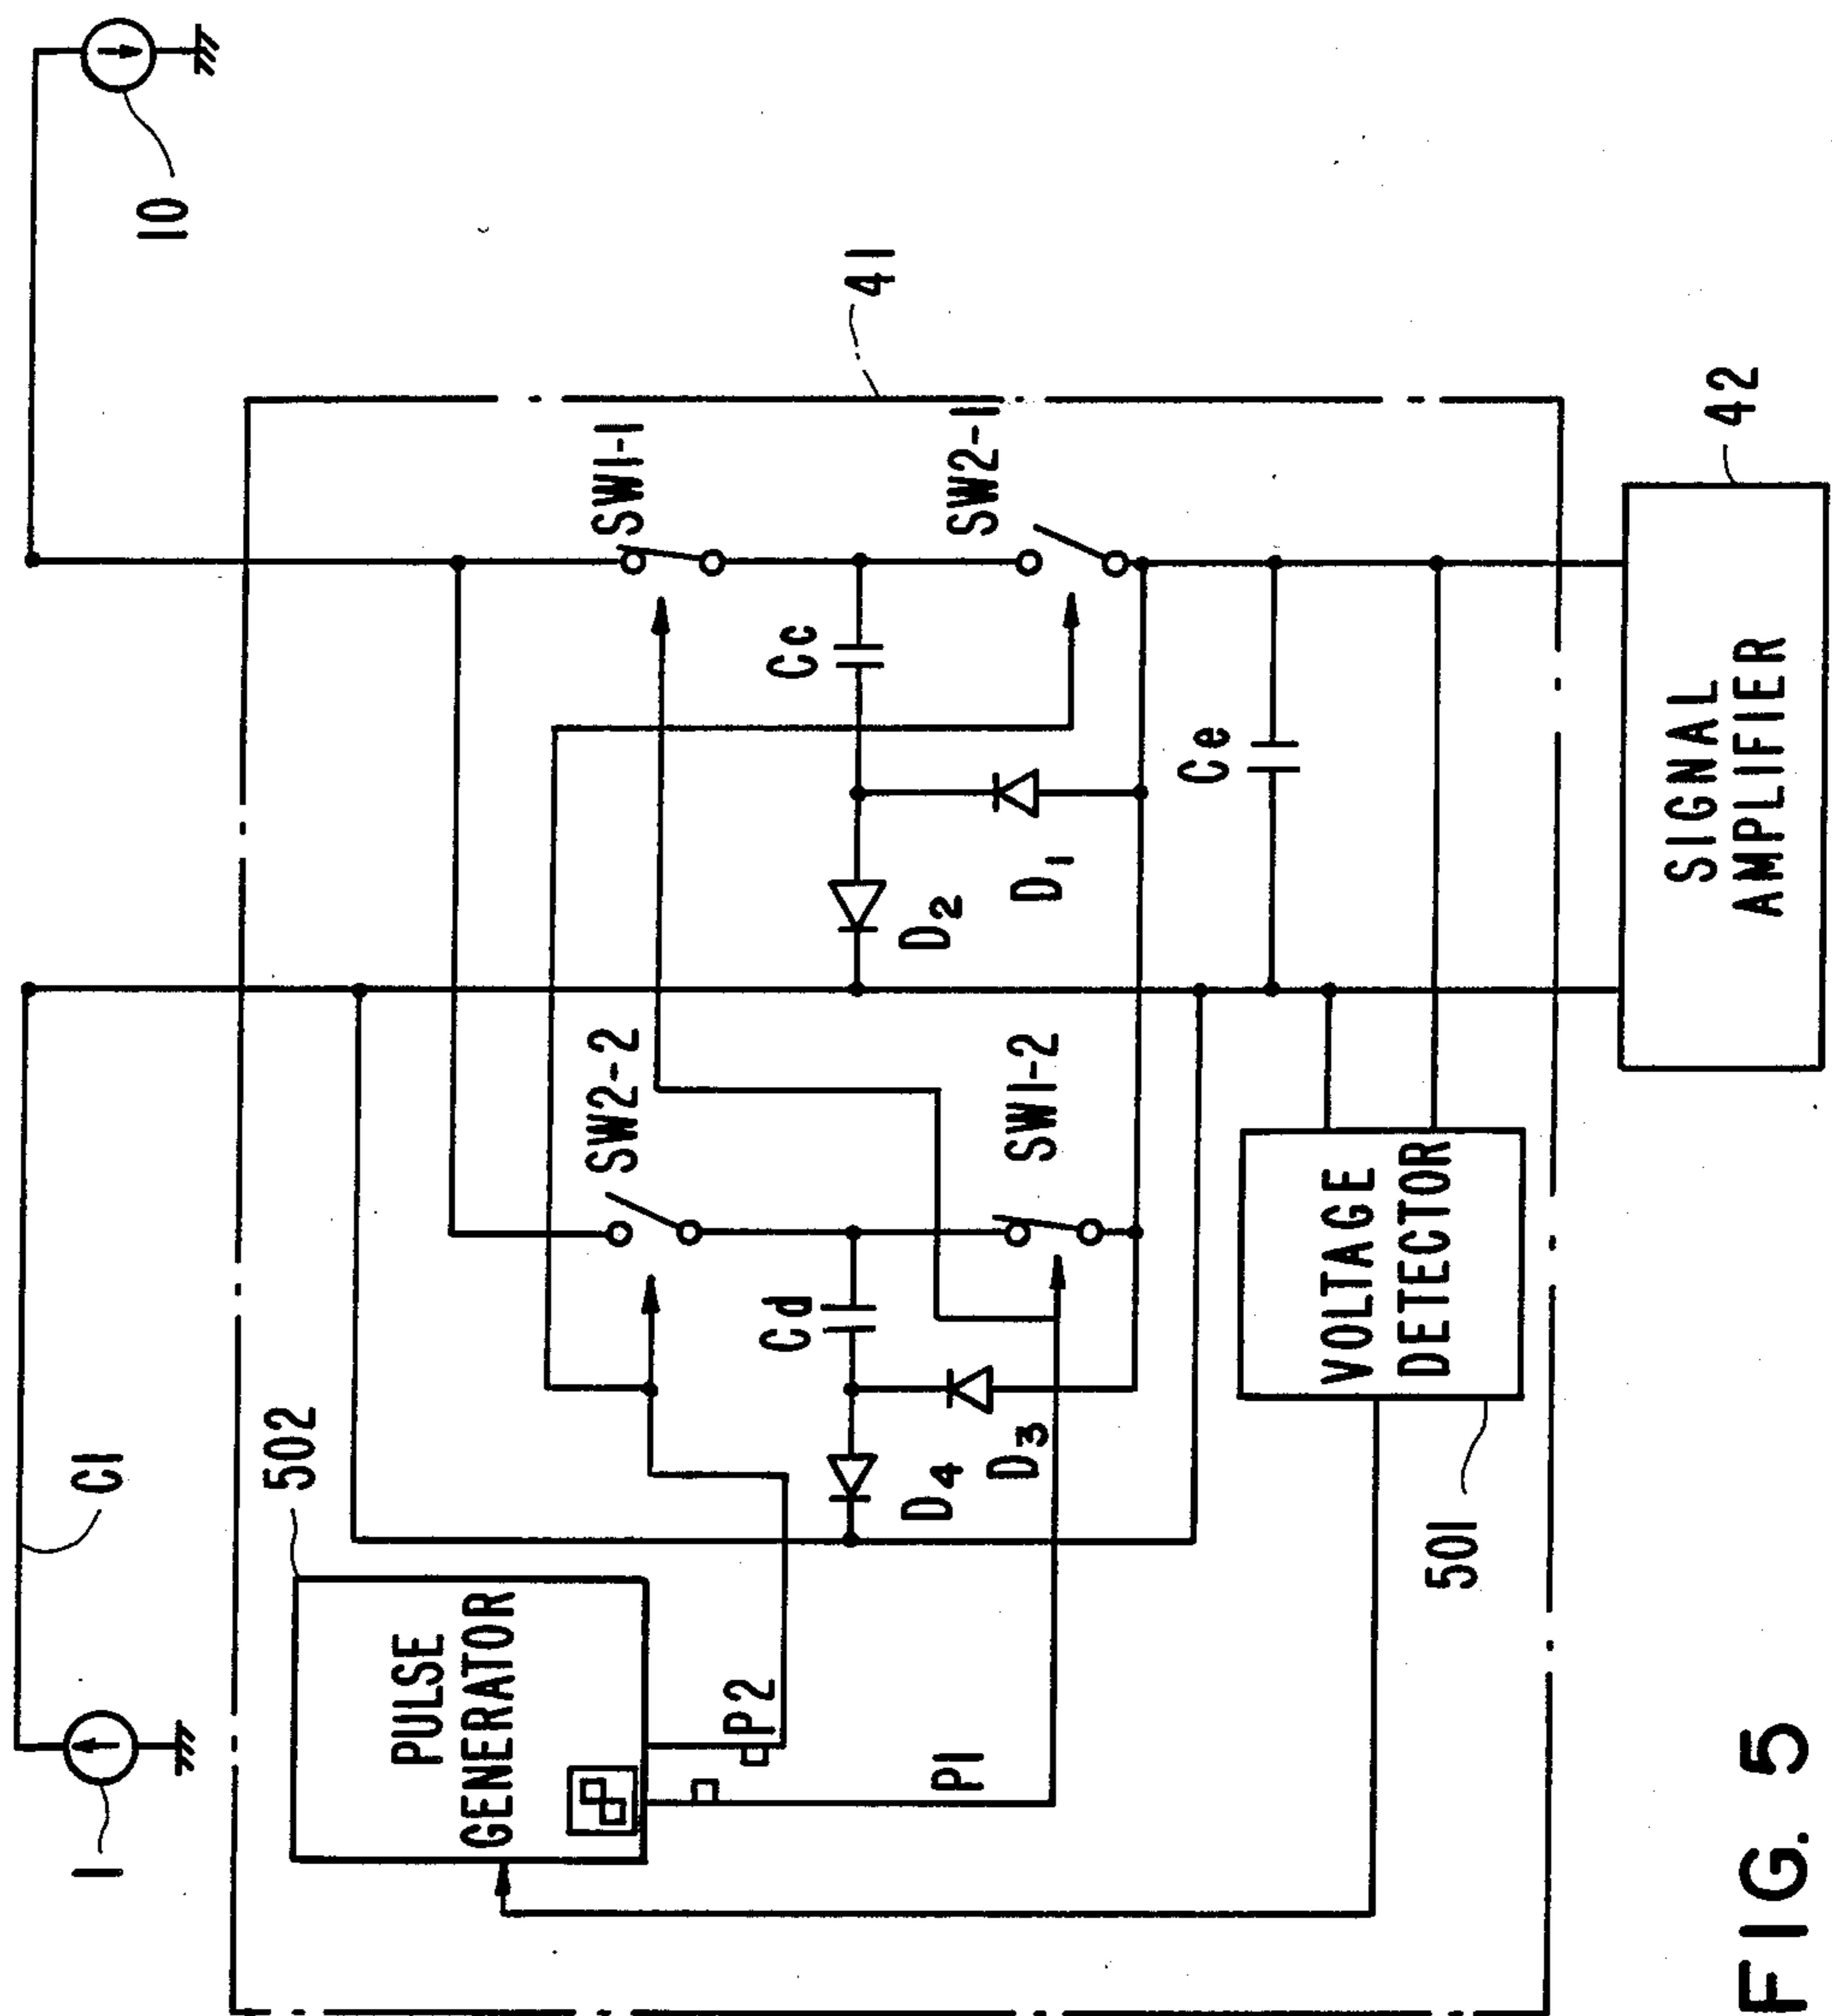 1
C1
10
502
PULSE
GENERATOR
P2
P1
SW2-2
SW1-1
41
Cd
Cc
D4
D3
SW1-2
D2
D1
SW2-1
Ce
501
VOLTAGE
DETECTOR
SIGNAL
AMPLIFIER
42
FIG. 5